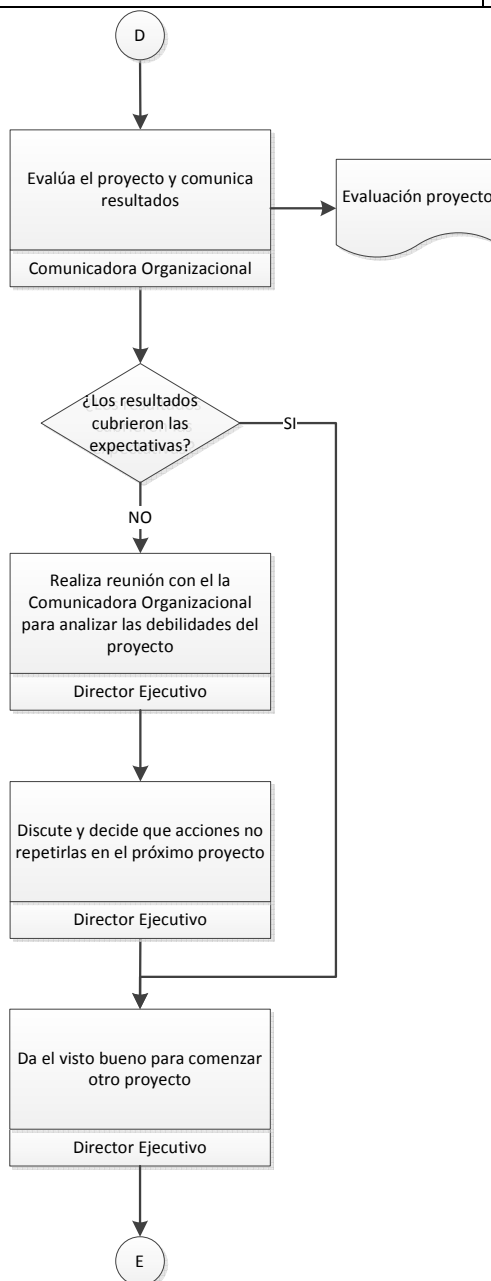 D
Evalúa el proyecto y comunica
resultados
Comunicadora Organizacional
Evaluación proyecto
¿Los resultados
cubrieron las
expectativas?
SI
NO
Realiza reunión con el la
Comunicadora Organizacional
para analizar las debilidades del
proyecto
Director Ejecutivo
Discute y decide que acciones no
repetirlas en el próximo proyecto
Director Ejecutivo
Da el visto bueno para comenzar
otro proyecto
Director Ejecutivo
E